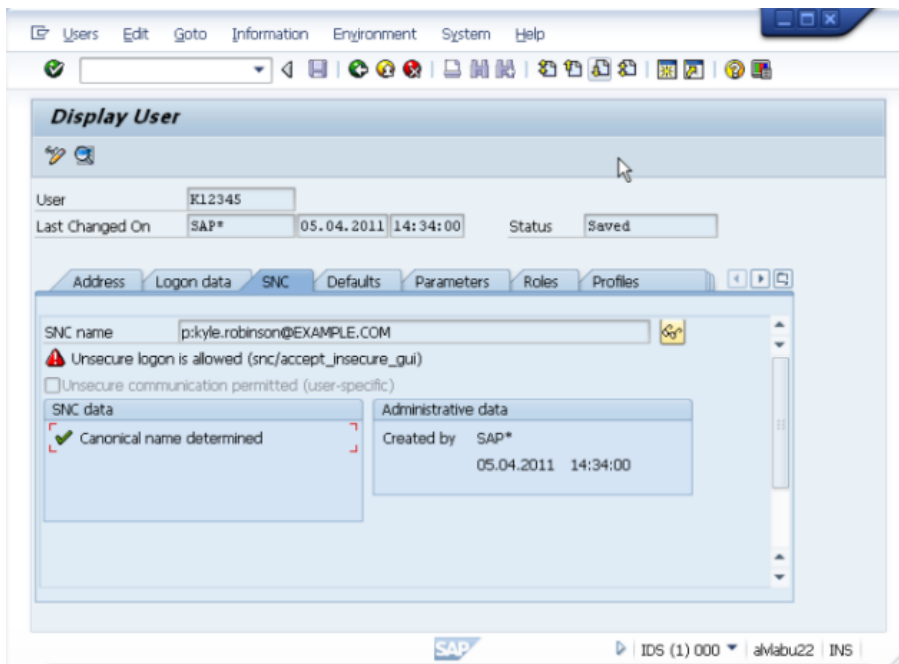 Users Edit Goto Information Environment System Help
Display User
User K12345
Last Changed On SAP* 05.04.2011 14:34:00 Status Saved
Address Logon data SNC Defaults Parameters Roles Profiles
SNC name p:kyle.robinson@EXAMPLE.COM
Unsecure logon is allowed (snc/accept_insecure_gui)
Unsecure communication permitted (user-specific)
SNC data Administrative data
Canonical name determined Created by SAP*
05.04.2011 14:34:00
SAP IDS (1) 000 alvlabu22 INS